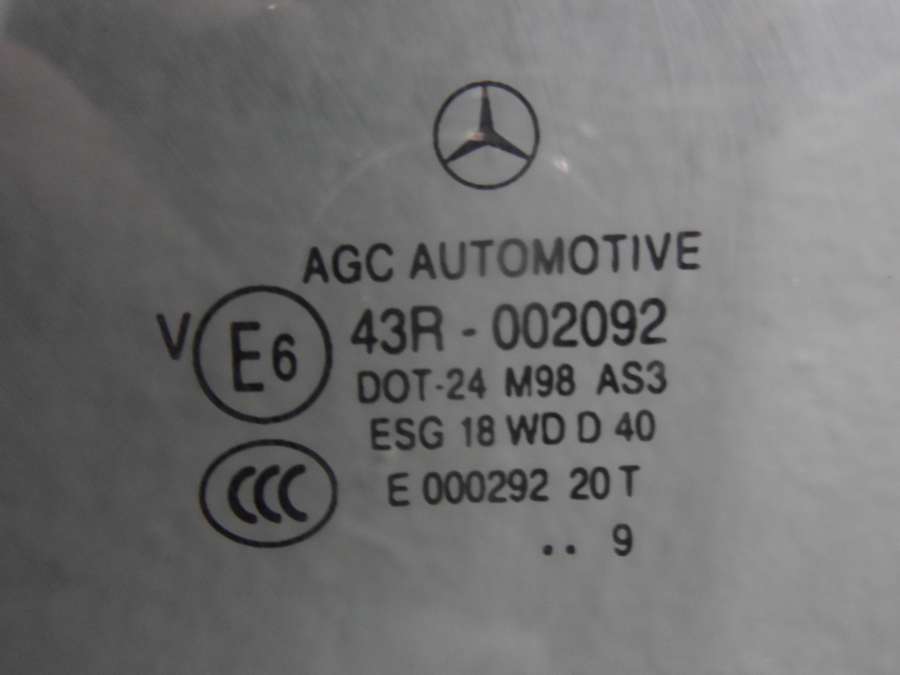 AGC AUTOMOTIVE
V E6 43R - 002092
DOT-24 M98 AS3
ESG 18 WD D 40
CCC E 000292 20 T
.. 9